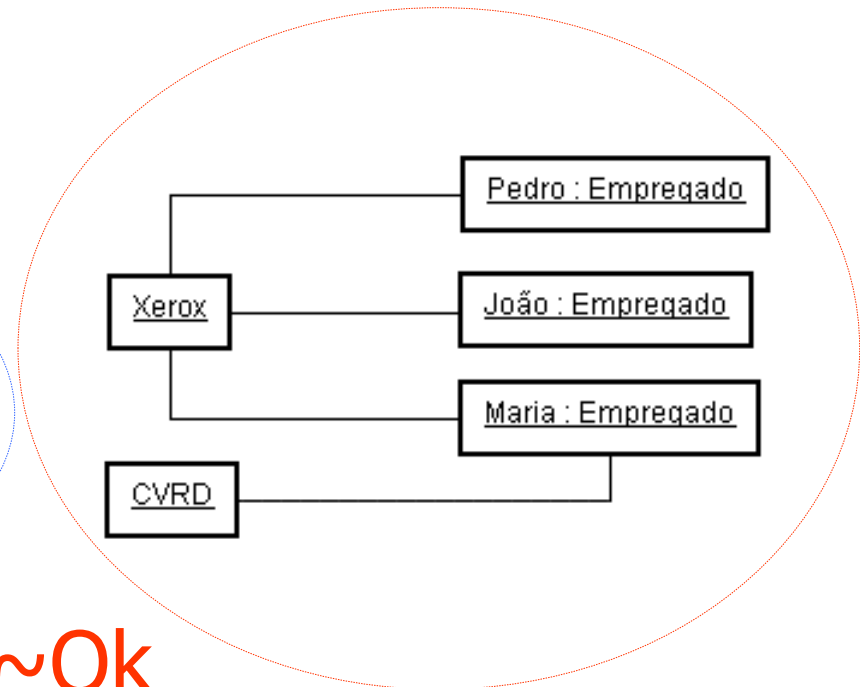 Pedro : Empregado
Xerox
João : Empregado
Maria : Empregado
CVRD
~Ok